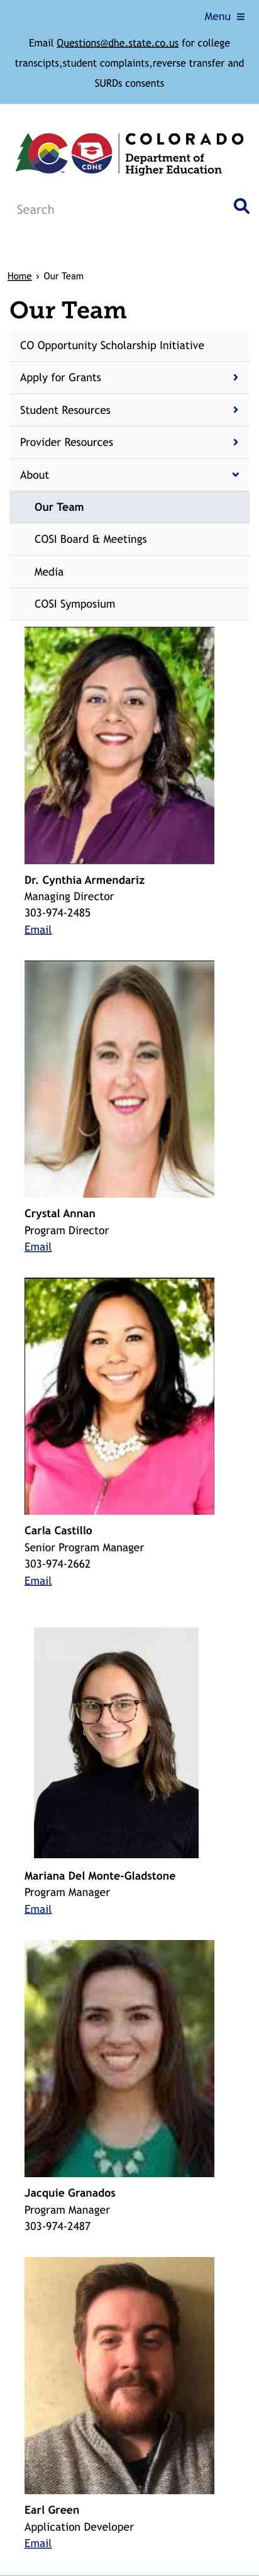 Menu
Email Questions@dhe.state.co.us for college
transcipts,student complaints,reverse transfer and
SURDs consents
CO
CDHE
COLORADO
Department of
Higher Education
Search
Home › Our Team
Our Team
CO Opportunity Scholarship Initiative
Apply for Grants
Student Resources
Provider Resources
About
Our Team
COSI Board & Meetings
Media
COSI Symposium
Dr. Cynthia Armendariz
Managing Director
303-974-2485
Email
Crystal Annan
Program Director
Email
Carla Castillo
Senior Program Manager
303-974-2662
Email
Mariana Del Monte-Gladstone
Program Manager
Email
Jacquie Granados
Program Manager
303-974-2487
Earl Green
Application Developer
Email